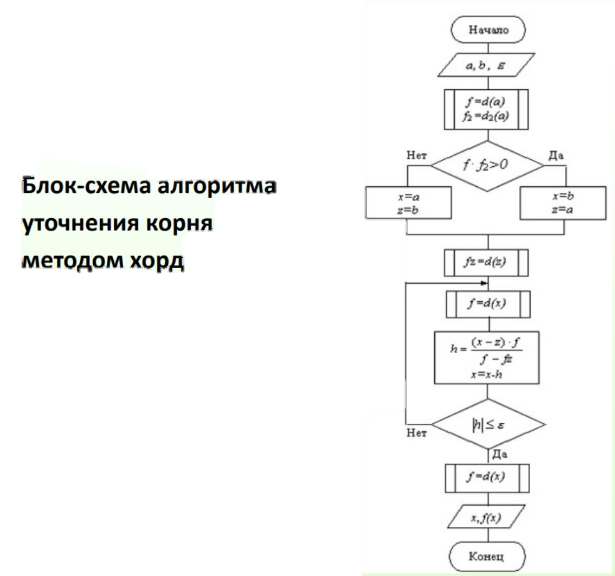 Блок-схема алгоритма
уточнения корня
методом хорд
Начало
a, b, ε
f=d(a)
f₂=d₂(a)
Нет
f · f₂>0
Да
x=a
z=b
x=b
z=a
fz=d(z)
f=d(x)
h = (x − z) · f / f − fz
x=x-h
|h| ≤ ε
Нет
Да
f=d(x)
x, f(x)
Конец